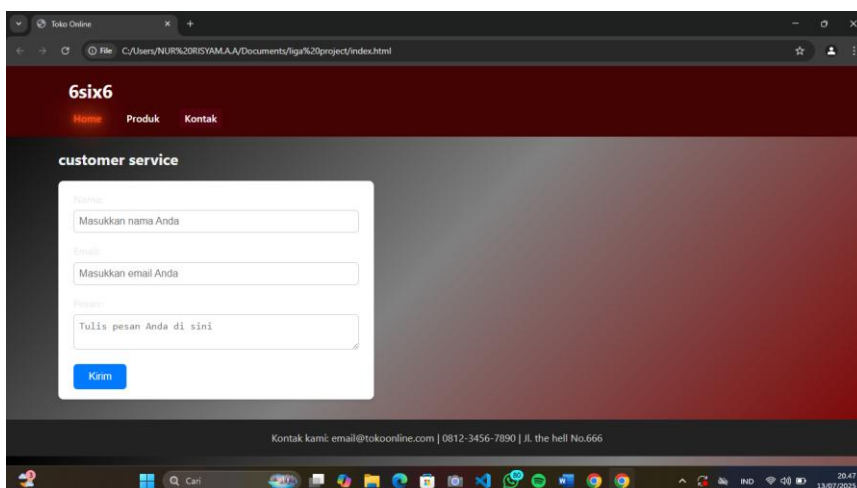 Toko Online
File C:/Users/NUR%20RISYAM.A.A/Documents/liga%20project/index.html
6six6
Home Produk Kontak
customer service
Nama:
Masukkan nama Anda
Email:
Masukkan email Anda
Pesan:
Tulis pesan Anda di sini
Kirim
Kontak kami: email@tokoonline.com | 0812-3456-7890 | Jl. the hell No.666
Cari
IND
20.47
13/07/2025